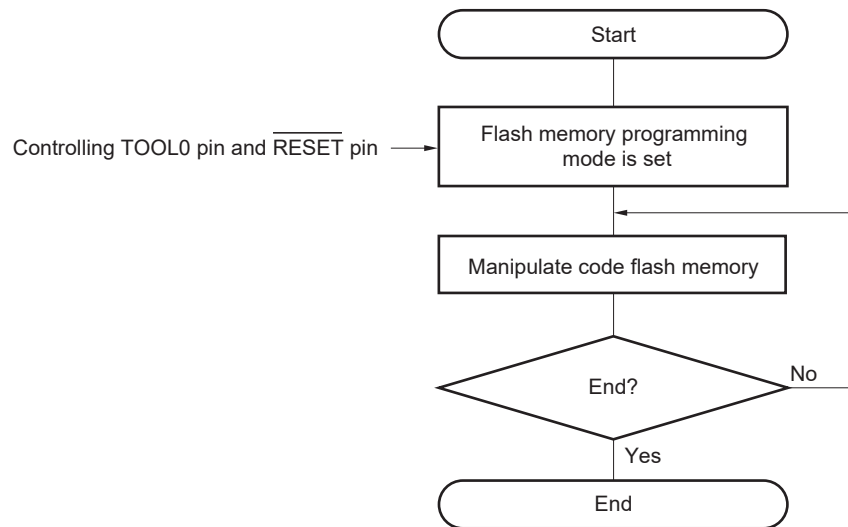 Start
Controlling TOOL0 pin and RESET pin
Flash memory programming
mode is set
Manipulate code flash memory
End?
No
Yes
End